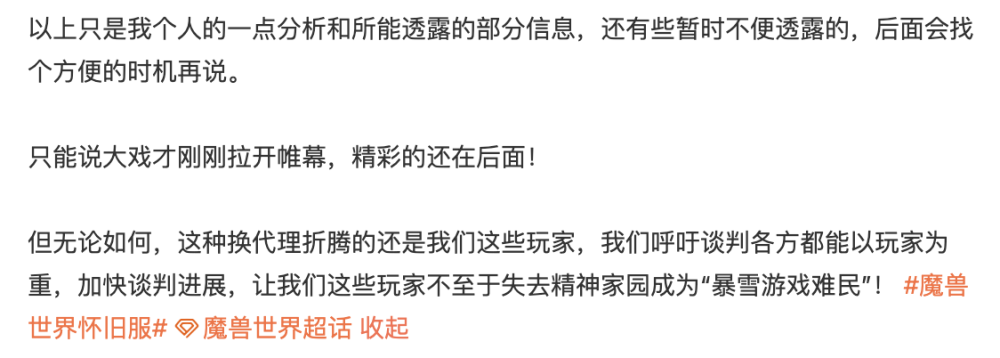 以上只是我个人的一点分析和所能透露的部分信息，还有些暂时不便透露的，后面会找
个方便的时机再说。
只能说大戏才刚刚拉开帷幕，精彩的还在后面！
但无论如何，这种换代理折腾的还是我们这些玩家，我们呼吁谈判各方都能以玩家为
重，加快谈判进展，让我们这些玩家不至于失去精神家园成为“暴雪游戏难民”！ #魔兽
世界怀旧服# 魔兽世界超话 收起